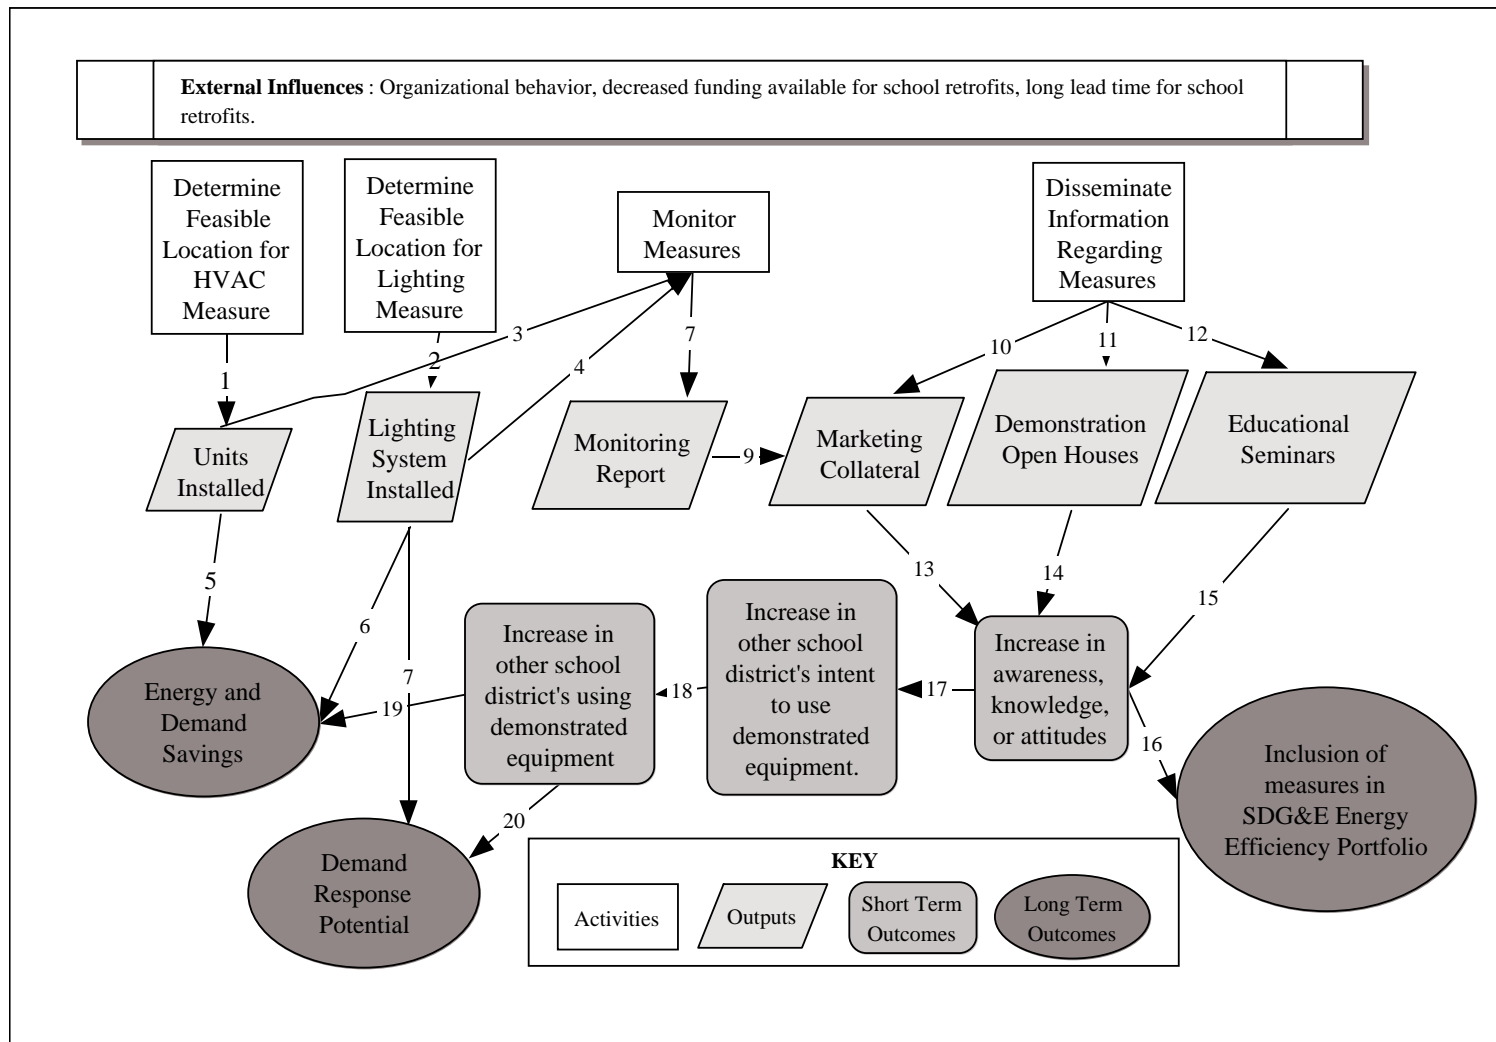 External Influences : Organizational behavior, decreased funding available for school retrofits, long lead time for school
retrofits.
Determine
Feasible
Location for
HVAC
Measure
Determine
Feasible
Location for
Lighting
Measure
Monitor
Measures
Disseminate
Information
Regarding
Measures
1
2
3
4
7
10
11
12
Units
Installed
Lighting
System
Installed
Monitoring
Report
9
Marketing
Collateral
Demonstration
Open Houses
Educational
Seminars
5
6
7
13
14
15
Energy and
Demand
Savings
19
Increase in
other school
district's using
demonstrated
equipment
18
Increase in
other school
district's intent
to use
demonstrated
equipment.
17
Increase in
awareness,
knowledge,
or attitudes
16
Inclusion of
measures in
SDG&E Energy
Efficiency Portfolio
20
Demand
Response
Potential
KEY
Activities
Outputs
Short Term
Outcomes
Long Term
Outcomes